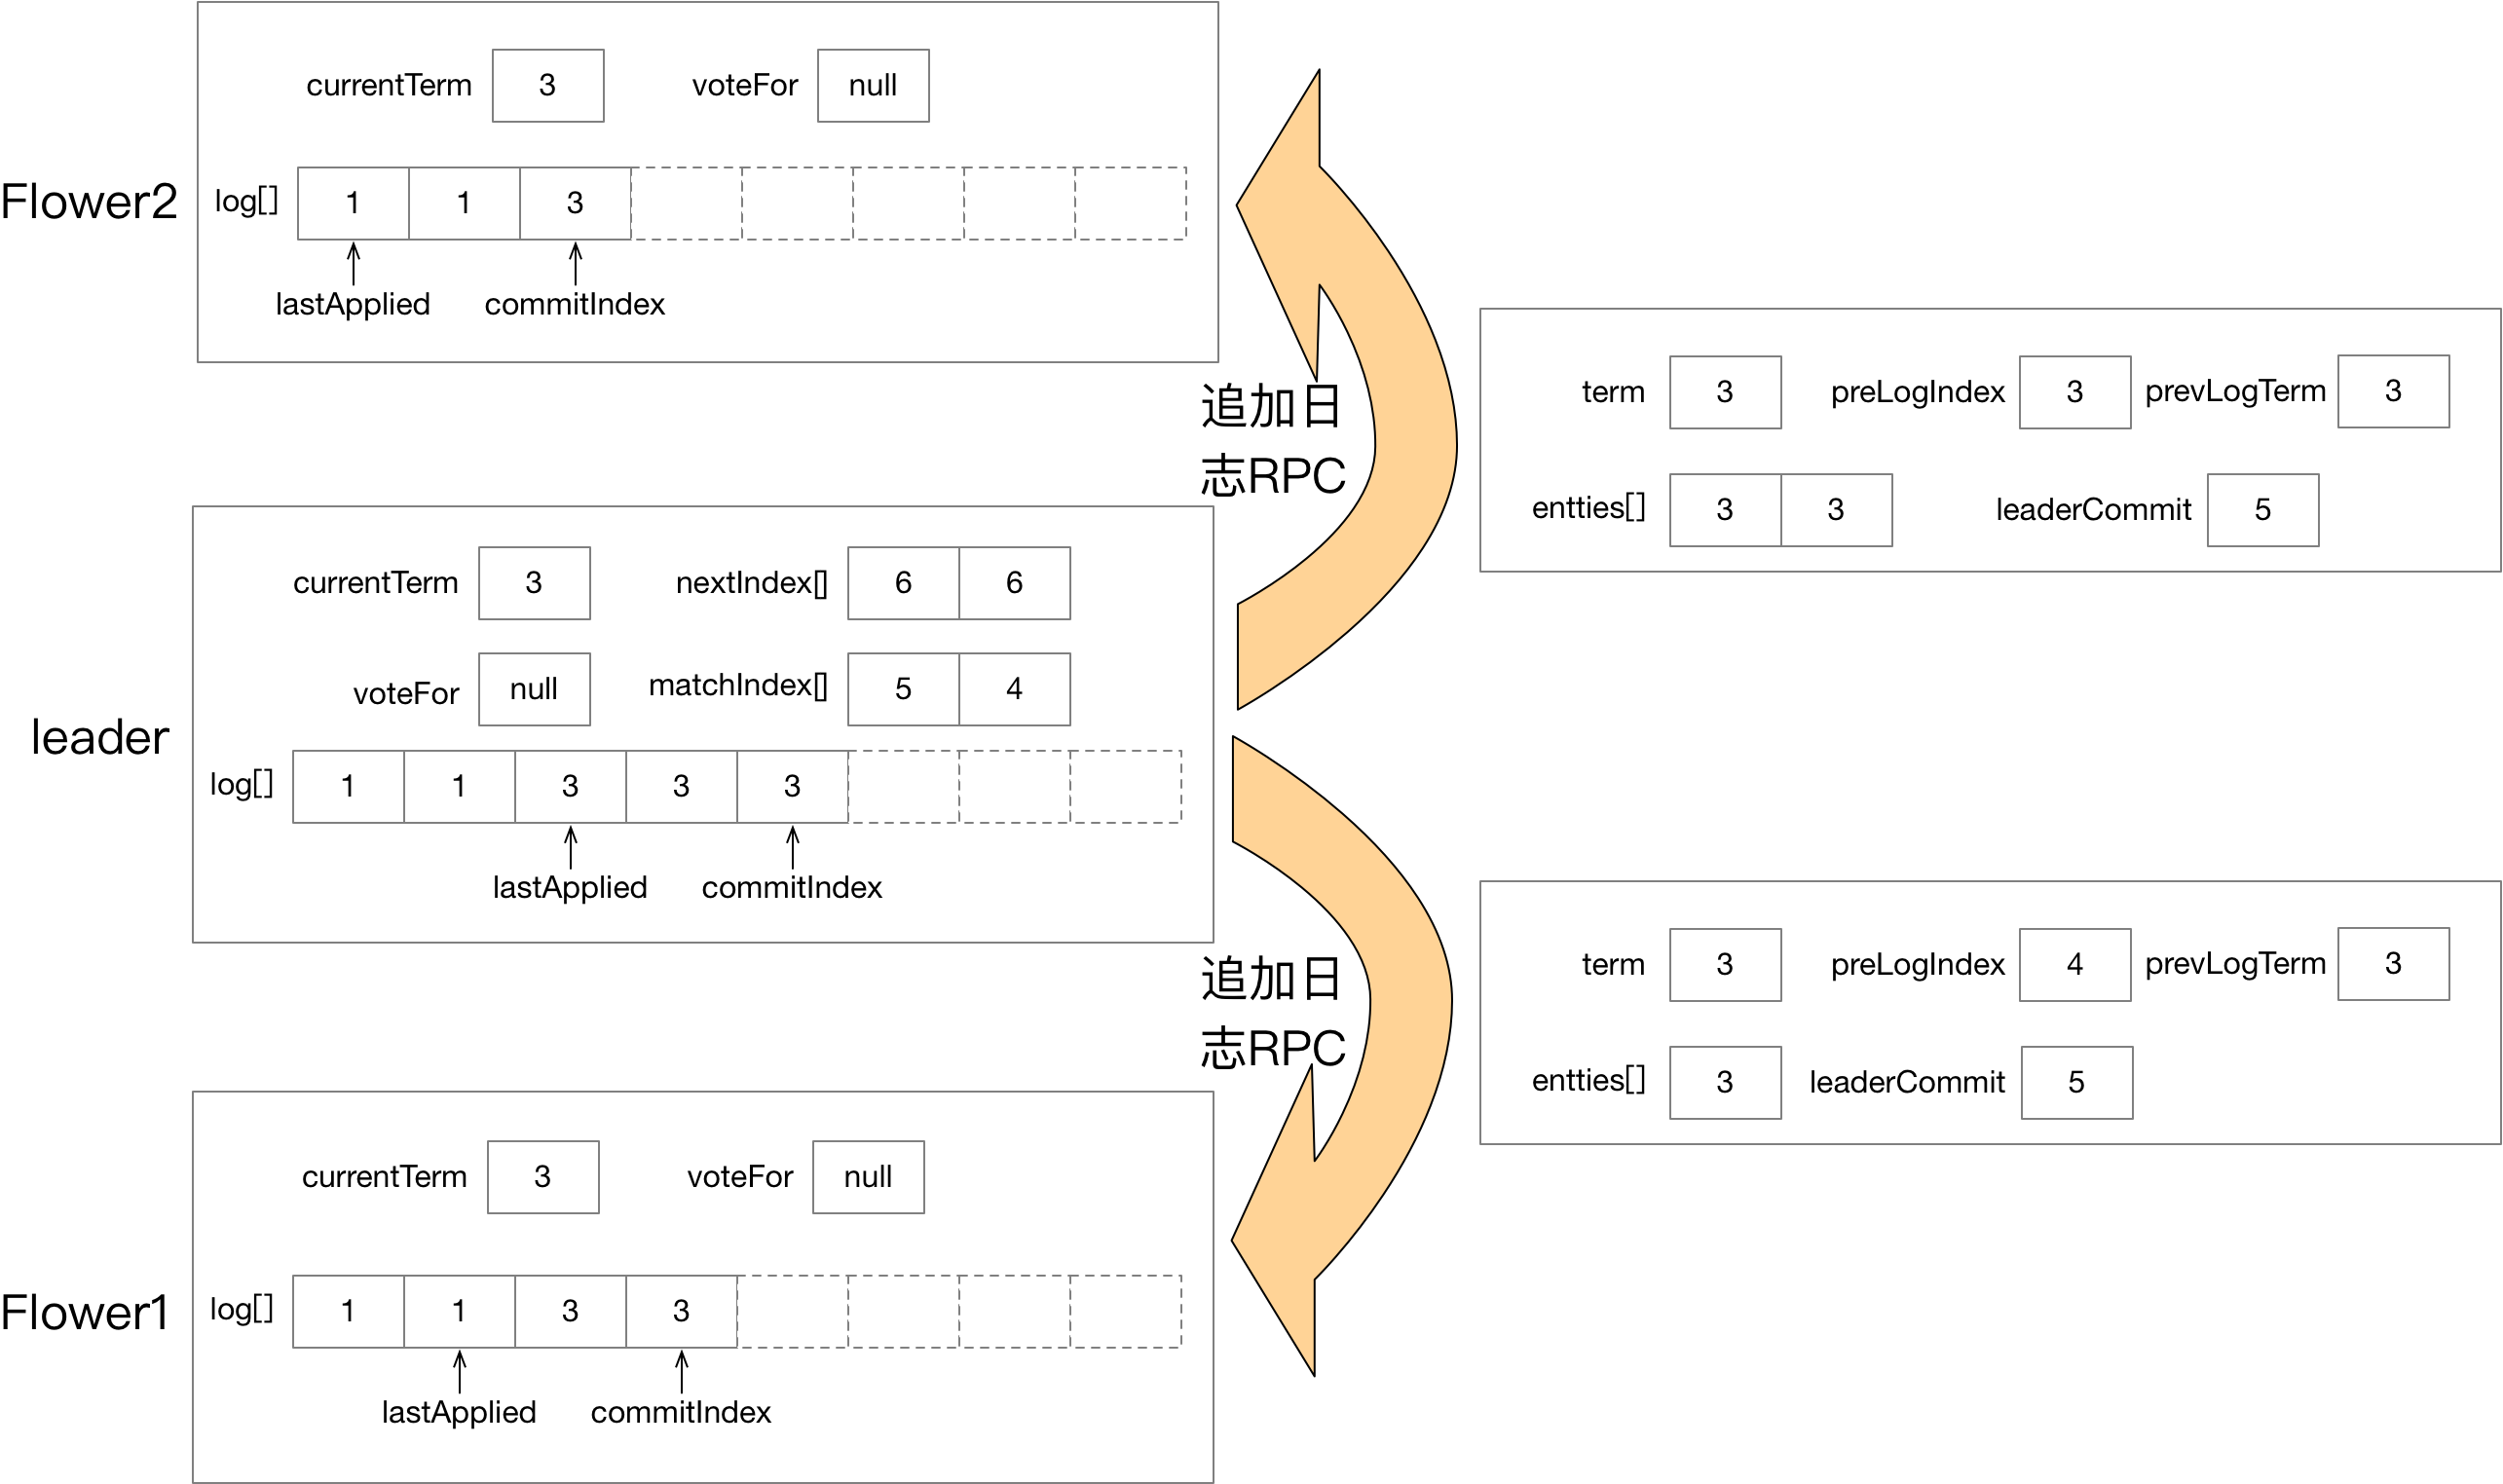 currentTerm 3 voteFor null
Flower2
log[] 1 1 3
lastApplied commitIndex
追加日
志RPC
term 3 preLogIndex 3 prevLogTerm 3
entties[] 3 3 leaderCommit 5
currentTerm 3 nextIndex[] 6 6
voteFor null matchIndex[] 5 4
leader
log[] 1 1 3 3 3
lastApplied commitIndex
追加日
志RPC
term 3 preLogIndex 4 prevLogTerm 3
entties[] 3 leaderCommit 5
currentTerm 3 voteFor null
Flower1
log[] 1 1 3 3
lastApplied commitIndex